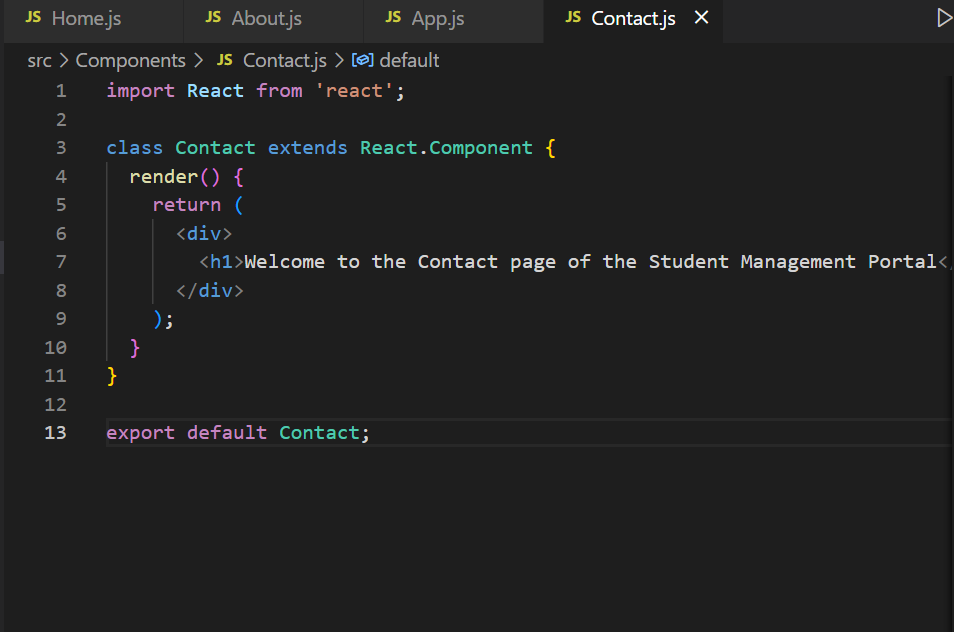 JS Home.js JS About.js JS App.js JS Contact.js ×
src > Components > JS Contact.js > default
1 import React from 'react';
2
3 class Contact extends React.Component {
4   render() {
5     return (
6       <div>
7         <h1>Welcome to the Contact page of the Student Management Portal<
8       </div>
9     );
10   }
11 }
12
13 export default Contact;